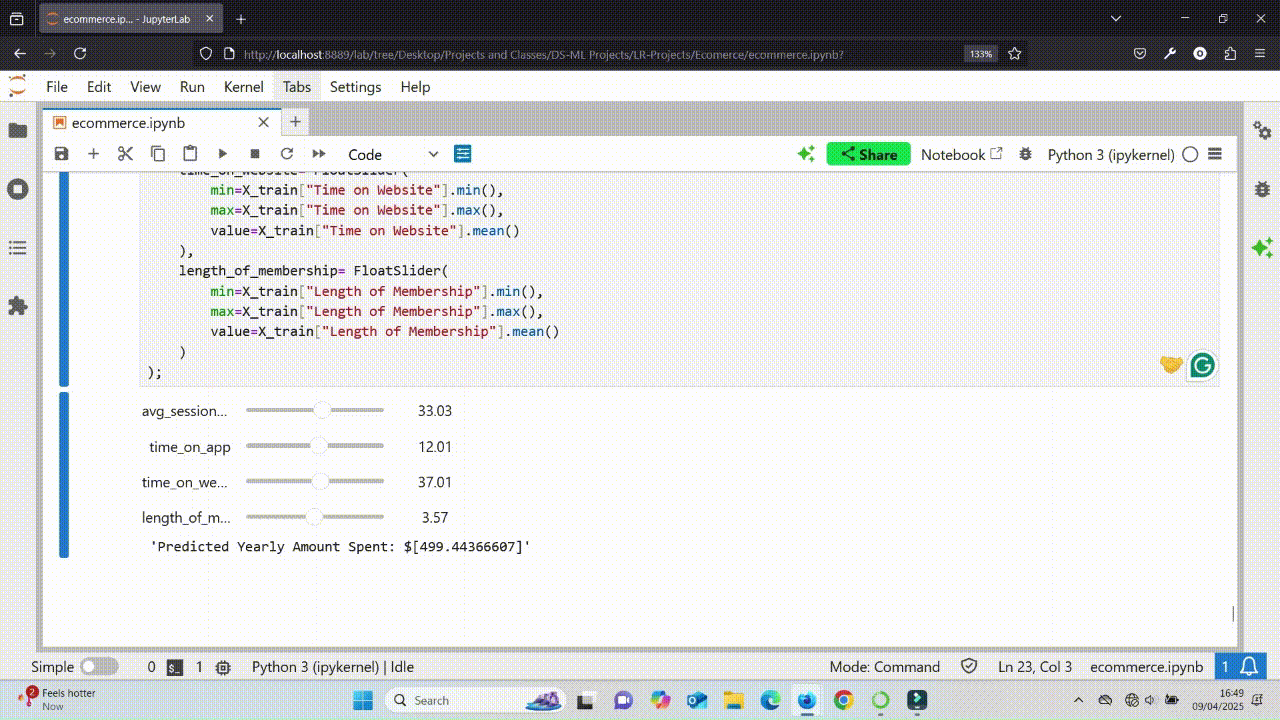 ecommerce.ip... - JupyterLab
http://localhost:8889/lab/tree/Desktop/Projects and Classes/DS-ML Projects/LR-Projects/Ecomerce/ecommerce.ipynb?
133%
File Edit View Run Kernel Tabs Settings Help
ecommerce.ipynb
Code
Share
Notebook
Python 3 (ipykernel)
time_on_website= FloatSlider(
min=X_train["Time on Website"].min(),
max=X_train["Time on Website"].max(),
value=X_train["Time on Website"].mean()
),
length_of_membership= FloatSlider(
min=X_train["Length of Membership"].min(),
max=X_train["Length of Membership"].max(),
value=X_train["Length of Membership"].mean()
)
);
avg_session... 33.03
time_on_app 12.01
time_on_we... 37.01
length_of_m... 3.57
'Predicted Yearly Amount Spent: $[499.44366607]'
Simple 0 $_ 1 Python 3 (ipykernel) | Idle Mode: Command Ln 23, Col 3 ecommerce.ipynb 1
2 Feels hotter
Now
Search
16:49
09/04/2025